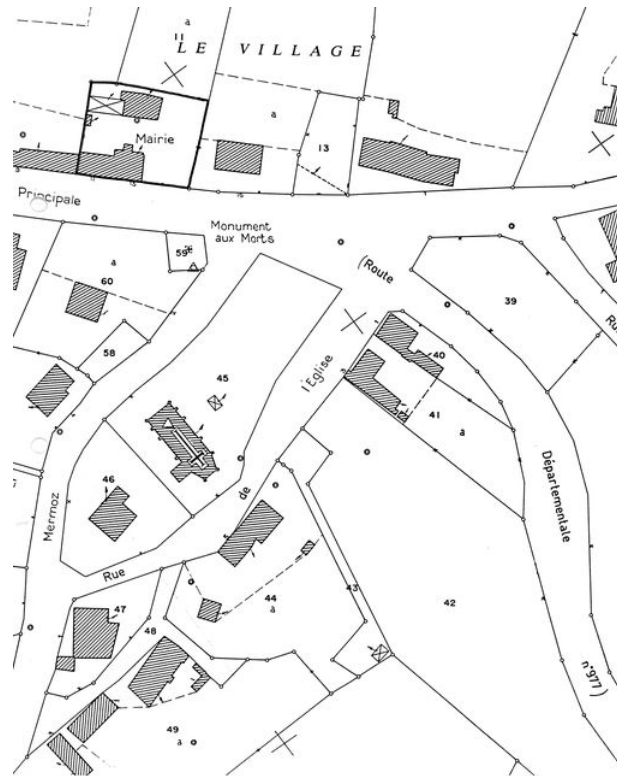 a
11
LE VILLAGE
Mairie
a
13
Principale
Monument
aux Morts
59
a
60
(Route
39
58
40
l'Eglise
45
41
a
46
de
Départementale
Mermoz
Rue
43
42
44
a
47
48
n°977)
49
a